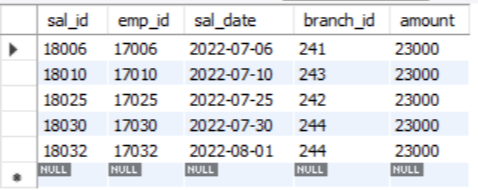 sal_id emp_id sal_date branch_id amount
18006 17006 2022-07-06 241 23000
18010 17010 2022-07-10 243 23000
18025 17025 2022-07-25 242 23000
18030 17030 2022-07-30 244 23000
18032 17032 2022-08-01 244 23000
NULL NULL NULL NULL NULL